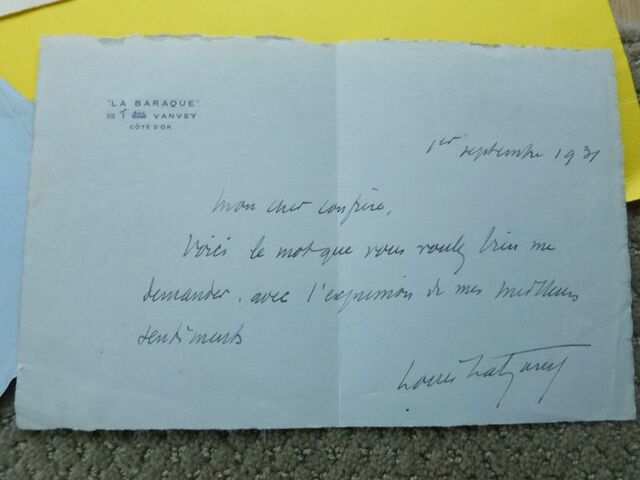 "LA BARAQUE"
T VANVEY
CÔTE D'OR
1er septembre 1931
Mon cher confrère,
Voici le mot que vous voulez bien me
demander, avec l'expression de mes meilleurs
sentiments
Louis Latzarus